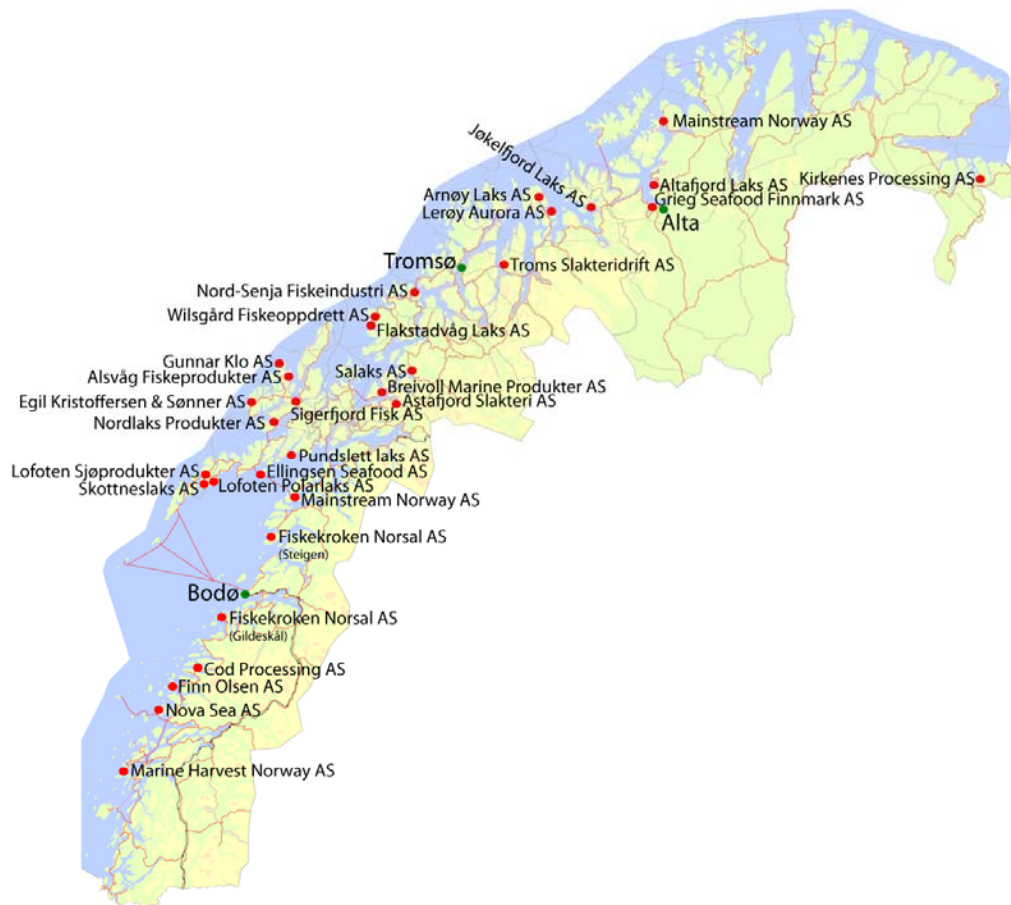 Mainstream Norway AS
Jøkelfjord Laks AS
Kirkenes Processing AS
Altafjord Laks AS
Arnøy Laks AS
Grieg Seafood Finnmark AS
Lerøy Aurora AS
Alta
Tromsø
Troms Slakteridrift AS
Nord-Senja Fiskeindustri AS
Wilsgård Fiskeoppdrett AS
Flakstadvåg Laks AS
Gunnar Klo AS
Salaks AS
Alsvåg Fiskeprodukter AS
Breivoll Marine Produkter AS
Egil Kristoffersen & Sønner AS
Astafjord Slakteri AS
Sigerfjord Fisk AS
Nordlaks Produkter AS
Pundslett laks AS
Lofoten Sjøprodukter AS
Ellingsen Seafood AS
Skottneslaks AS
Lofoten Polarlaks AS
Mainstream Norway AS
Fiskekroken Norsal AS
(Steigen)
Bodø
Fiskekroken Norsal AS
(Gildeskål)
Cod Processing AS
Finn Olsen AS
Nova Sea AS
Marine Harvest Norway AS